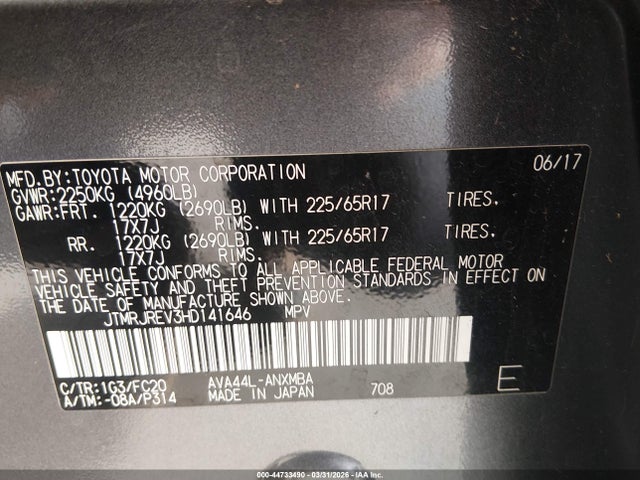 MFD.BY:TOYOTA MOTOR CORPORATION 06/17
GVWR:2250KG (4960LB)
GAWR:FRT. 1220KG (2690LB) WITH 225/65R17 TIRES.
17X7J RIMS.
RR. 1220KG (2690LB) WITH 225/65R17 TIRES.
17X7J RIMS.
THIS VEHICLE CONFORMS TO ALL APPLICABLE FEDERAL MOTOR
VEHICLE SAFETY AND THEFT PREVENTION STANDARDS IN EFFECT ON
THE DATE OF MANUFACTURE SHOWN ABOVE.
JTMRJREV3HD141646 MPV
C/TR:1G3/FC20 AVA44L-ANXMBA
A/TM:-08A/P314 MADE IN JAPAN 708 E
000-44733490 - 03/31/2026 - IAA, Inc.